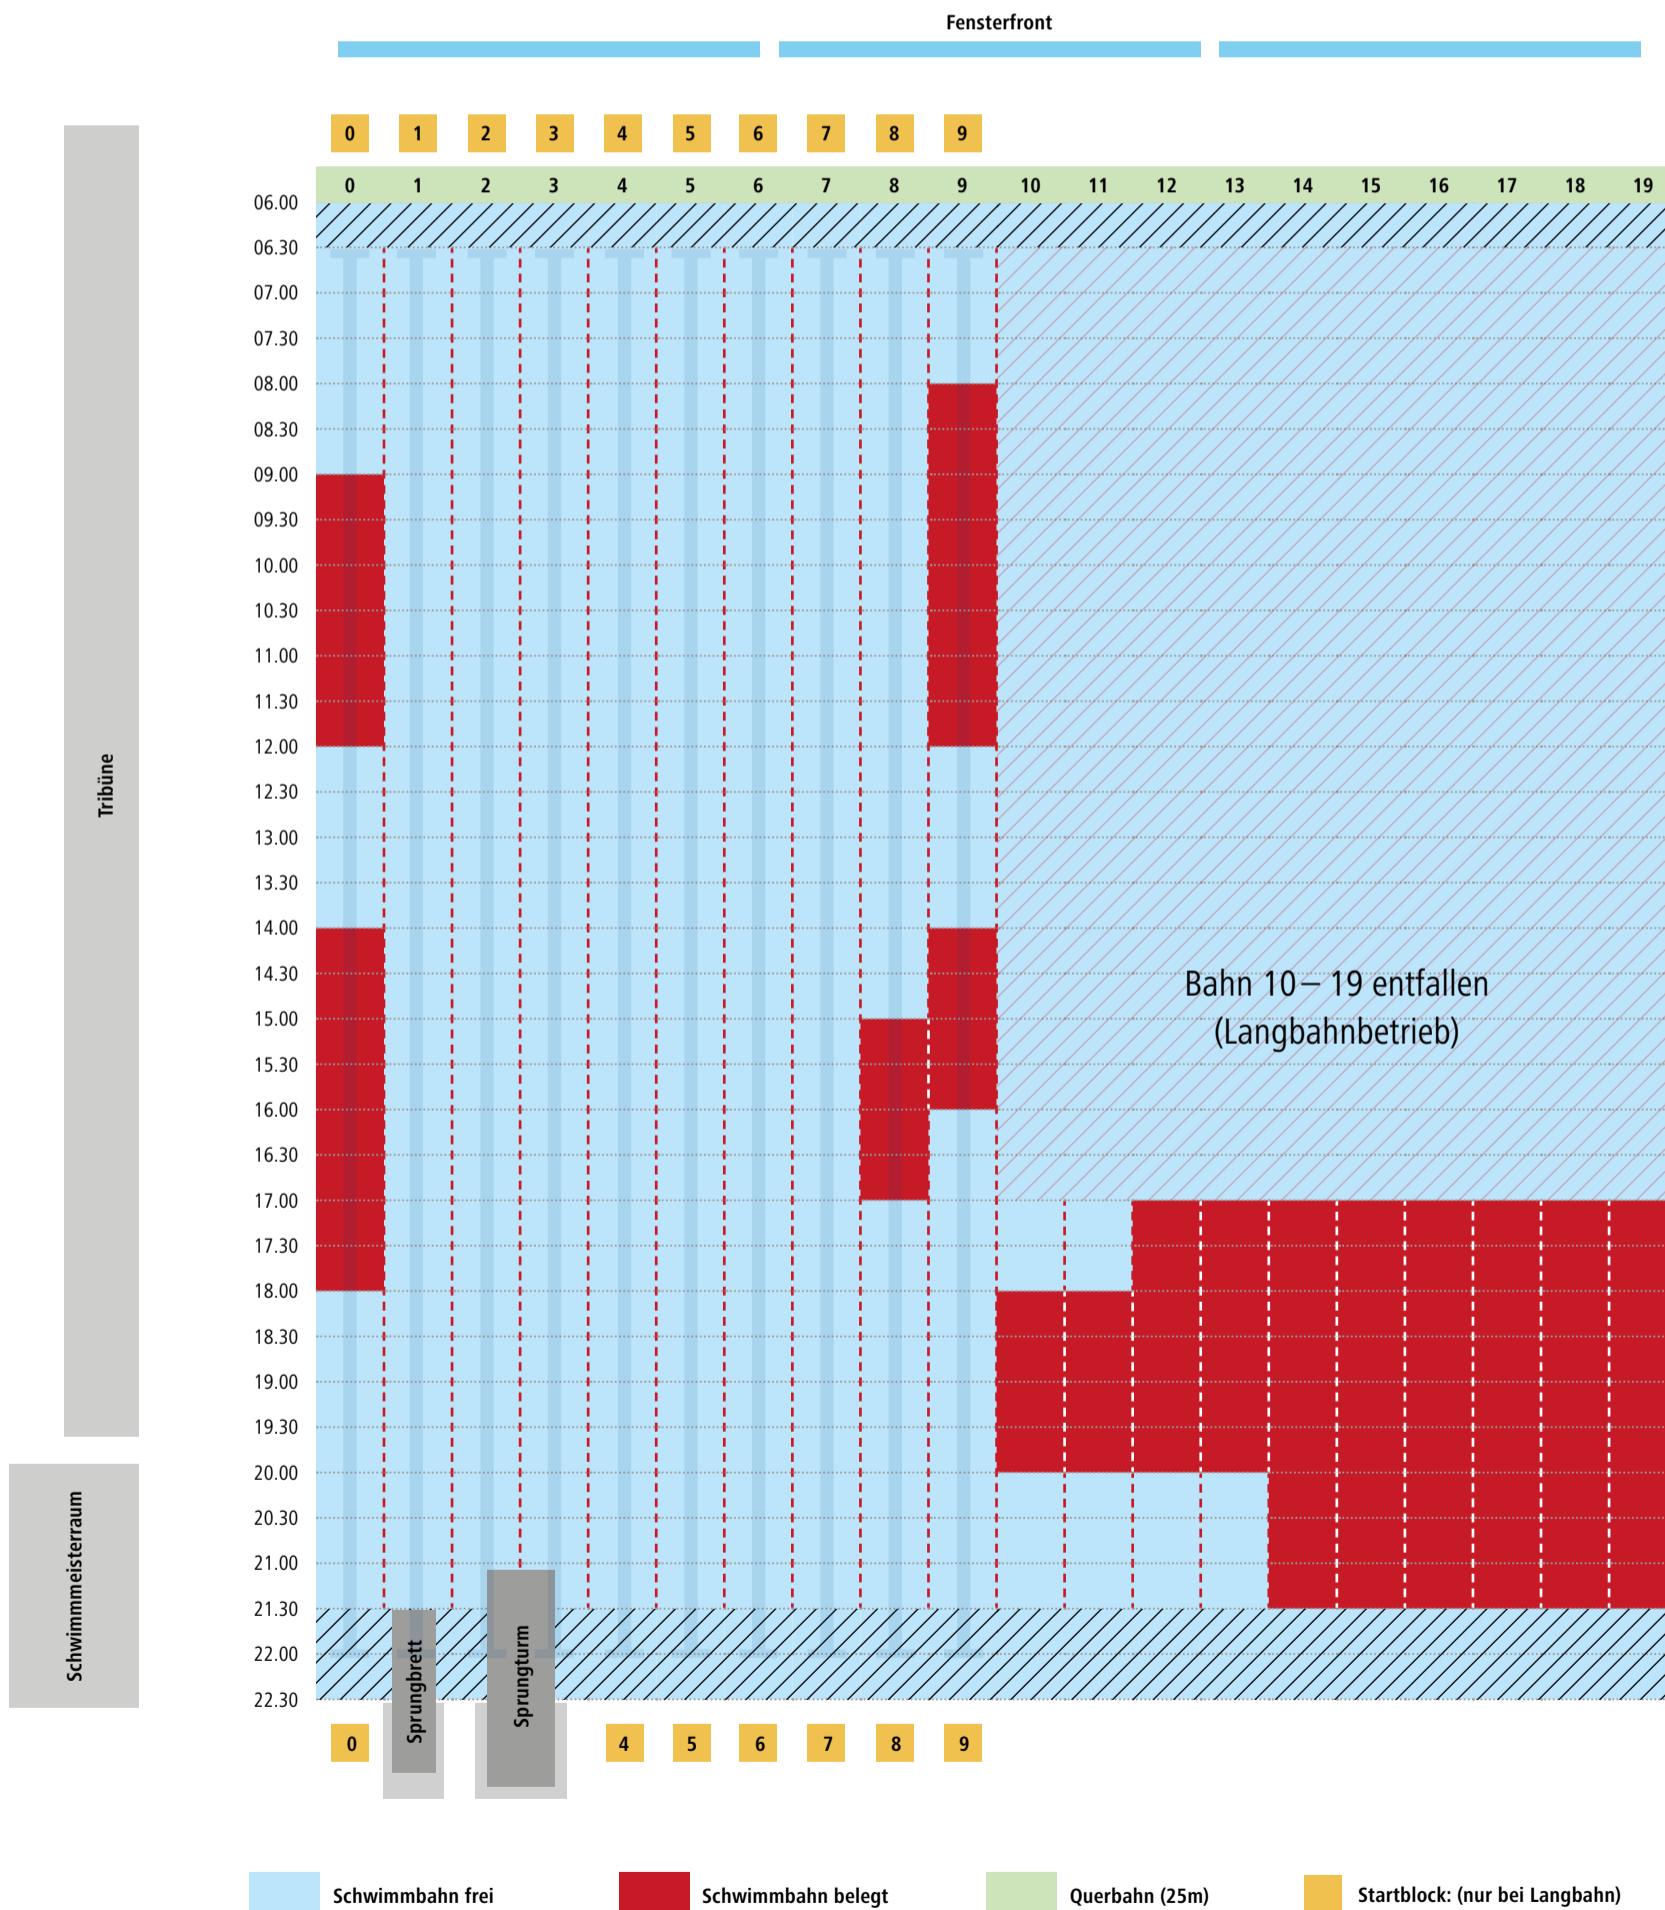 Fensterfront
0 1 2 3 4 5 6 7 8 9
0 1 2 3 4 5 6 7 8 9 10 11 12 13 14 15 16 17 18 19
06.00
06.30
07.00
07.30
08.00
08.30
09.00
09.30
10.00
10.30
11.00
11.30
12.00
12.30
13.00
13.30
14.00
14.30
15.00
15.30
16.00
16.30
17.00
17.30
18.00
18.30
19.00
19.30
20.00
20.30
21.00
21.30
22.00
22.30
Tribüne
Schwimmmeisterraum
Bahn 10 – 19 entfallen
(Langbahnbetrieb)
Sprungbrett
Sprungturm
0 4 5 6 7 8 9
Schwimmbahn frei
Schwimmbahn belegt
Querbahn (25m)
Startblock: (nur bei Langbahn)